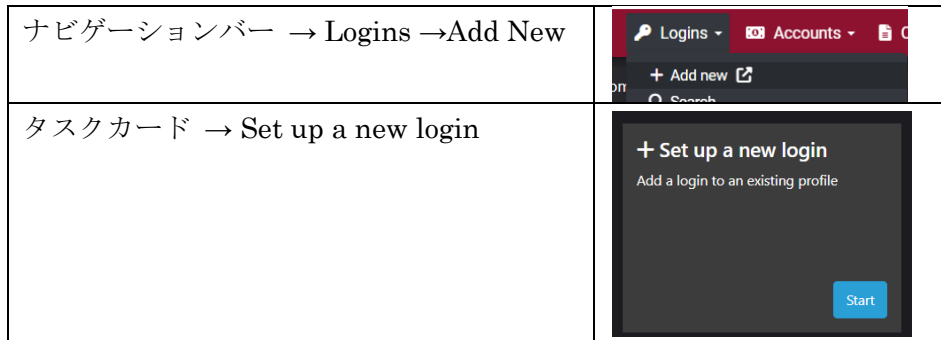 ナビゲーションバー → Logins →Add New
Logins
Accounts
Add new
Search
タスクカード → Set up a new login
Set up a new login
Add a login to an existing profile
Start